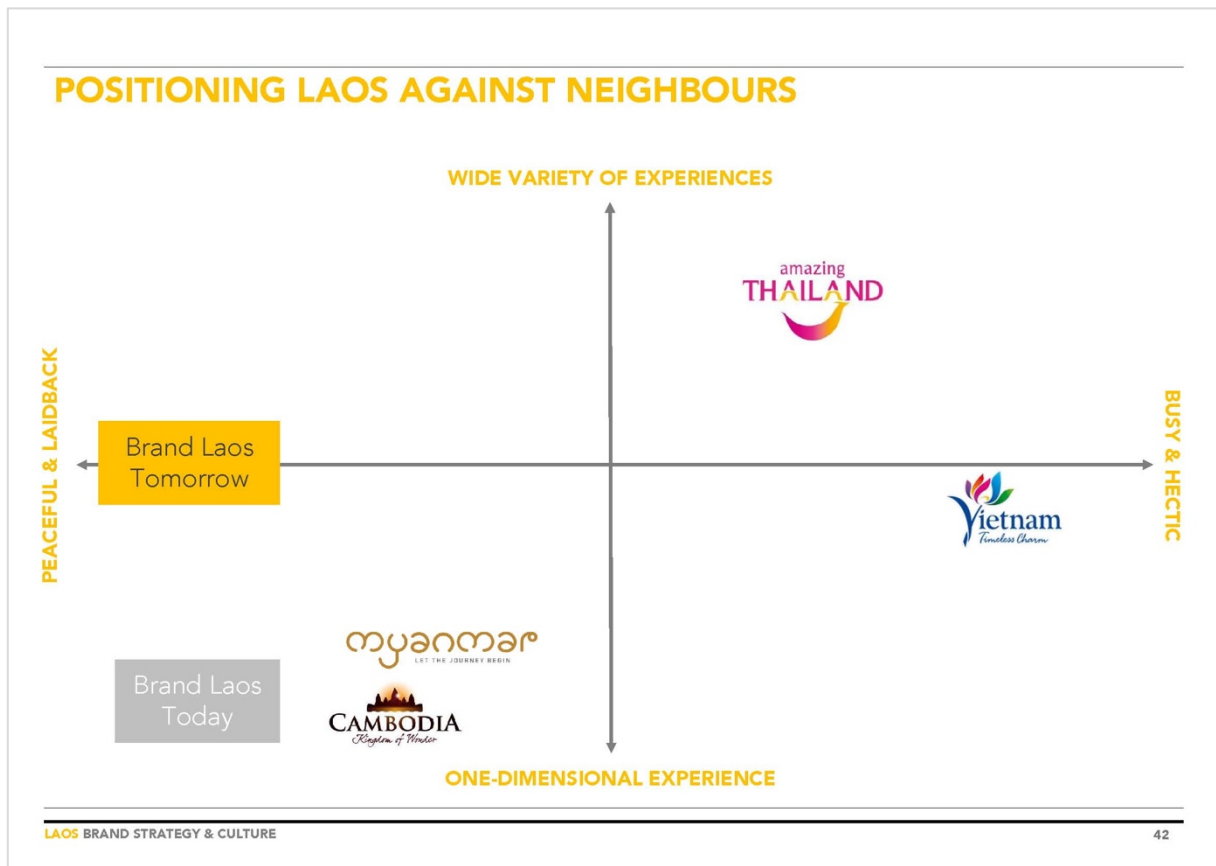 POSITIONING LAOS AGAINST NEIGHBOURS
WIDE VARIETY OF EXPERIENCES
amazing
THAILAND
PEACEFUL & LAIDBACK
Brand Laos
Tomorrow
BUSY & HECTIC
Vietnam
Timeless Charm
myanmar
LET THE JOURNEY BEGIN
Brand Laos
Today
CAMBODIA
Kingdom of Wonder
ONE-DIMENSIONAL EXPERIENCE
LAOS BRAND STRATEGY & CULTURE
42